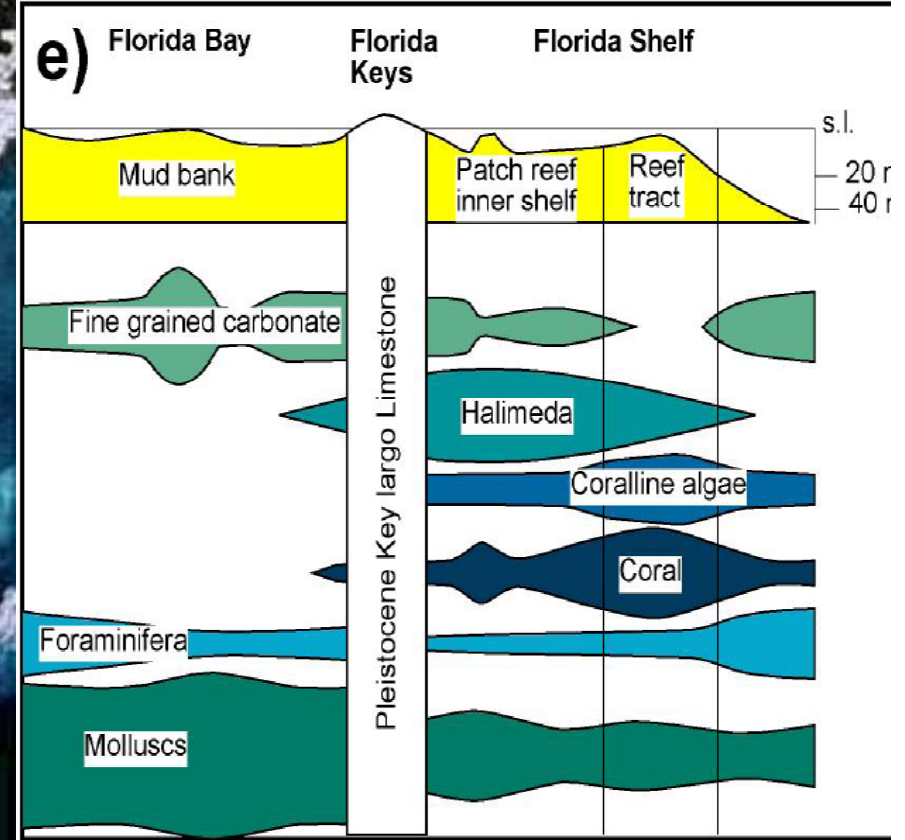 e)
Florida Bay
Florida
Keys
Florida Shelf
s.l.
20
40
Mud bank
Patch reef
inner shelf
Reef
tract
Fine grained carbonate
Halimeda
Coralline algae
Coral
Foraminifera
Molluscs
Pleistocene Key largo Limestone